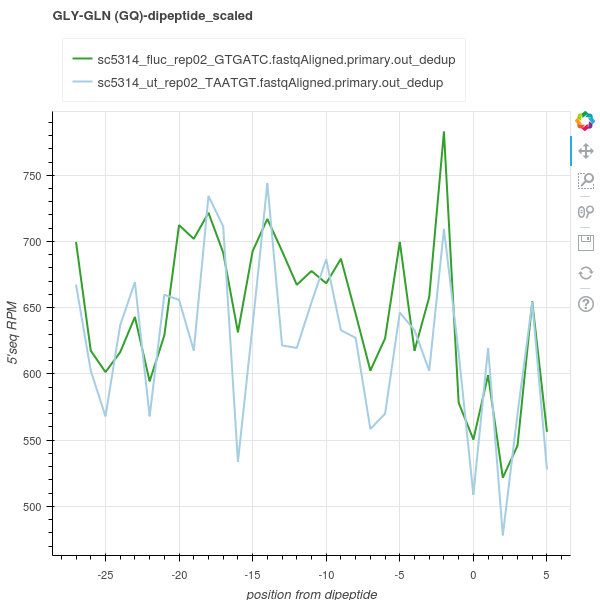 GLY-GLN (GQ)-dipeptide_scaled
sc5314_fluc_rep02_GTGATC.fastqAligned.primary.out_dedup
sc5314_ut_rep02_TAATGT.fastqAligned.primary.out_dedup
750
700
650
600
550
500
5'seq RPM
-25 -20 -15 -10 -5 0 5
position from dipeptide